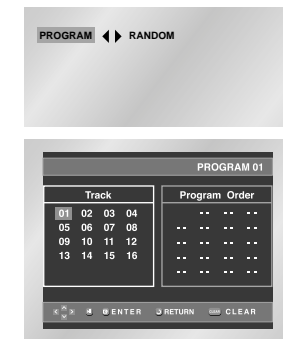 PROGRAM RANDOM
PROGRAM 01
Track Program Order
01 02 03 04 -- -- --
05 06 07 08 -- -- -- --
09 10 11 12 -- -- -- --
13 14 15 16 -- -- -- --
-- -- -- --
ENTER RETURN CLEAR